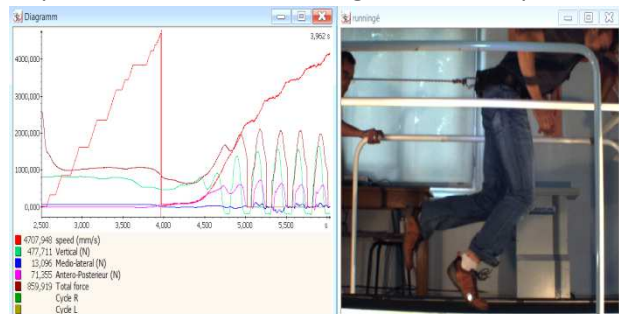 Diagramm
3,962 s
4000,000
3000,000
2000,000
1000,000
0,000
2,500 3,000 3,500 4,000 4,500 5,000 5,500 s
4707,948 speed (mm/s)
477,711 Vertical (N)
13,096 Medio-lateral (N)
71,355 Antero-Posterieur (N)
859,919 Total force
Cycle R
Cycle L
runningé